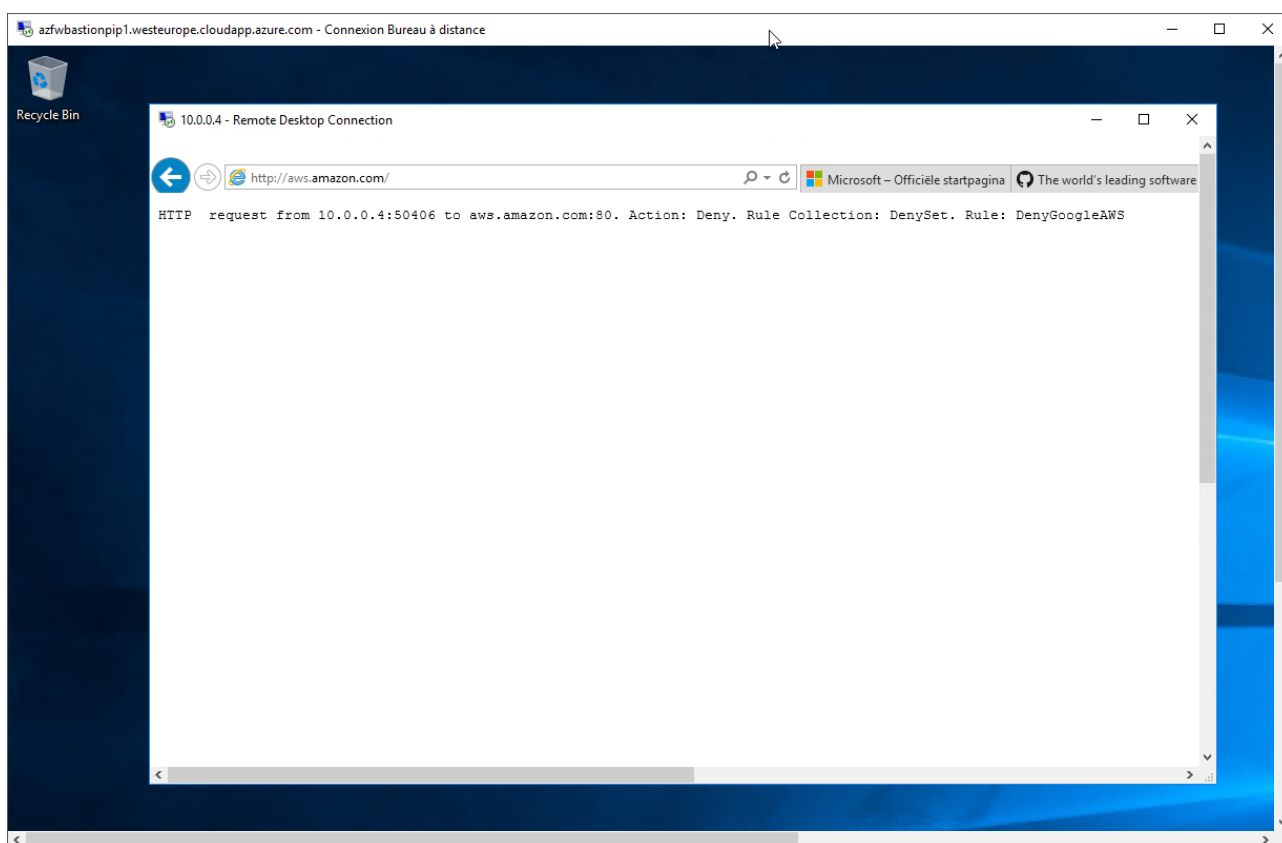 azfwbastionpip1.westeurope.cloudapp.azure.com - Connexion Bureau à distance
Recycle Bin
10.0.0.4 - Remote Desktop Connection
http://aws.amazon.com/
Microsoft – Officiële startpagina
The world's leading software
HTTP  request from 10.0.0.4:50406 to aws.amazon.com:80. Action: Deny. Rule Collection: DenySet. Rule: DenyGoogleAWS